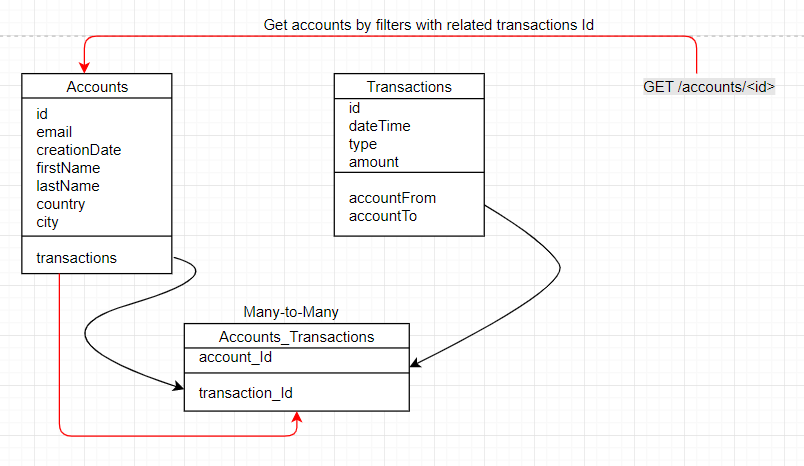 Get accounts by filters with related transactions Id
Accounts
id
email
creationDate
firstName
lastName
country
city
transactions
Transactions
id
dateTime
type
amount
accountFrom
accountTo
GET /accounts/<id>
Many-to-Many
Accounts_Transactions
account_Id
transaction_Id